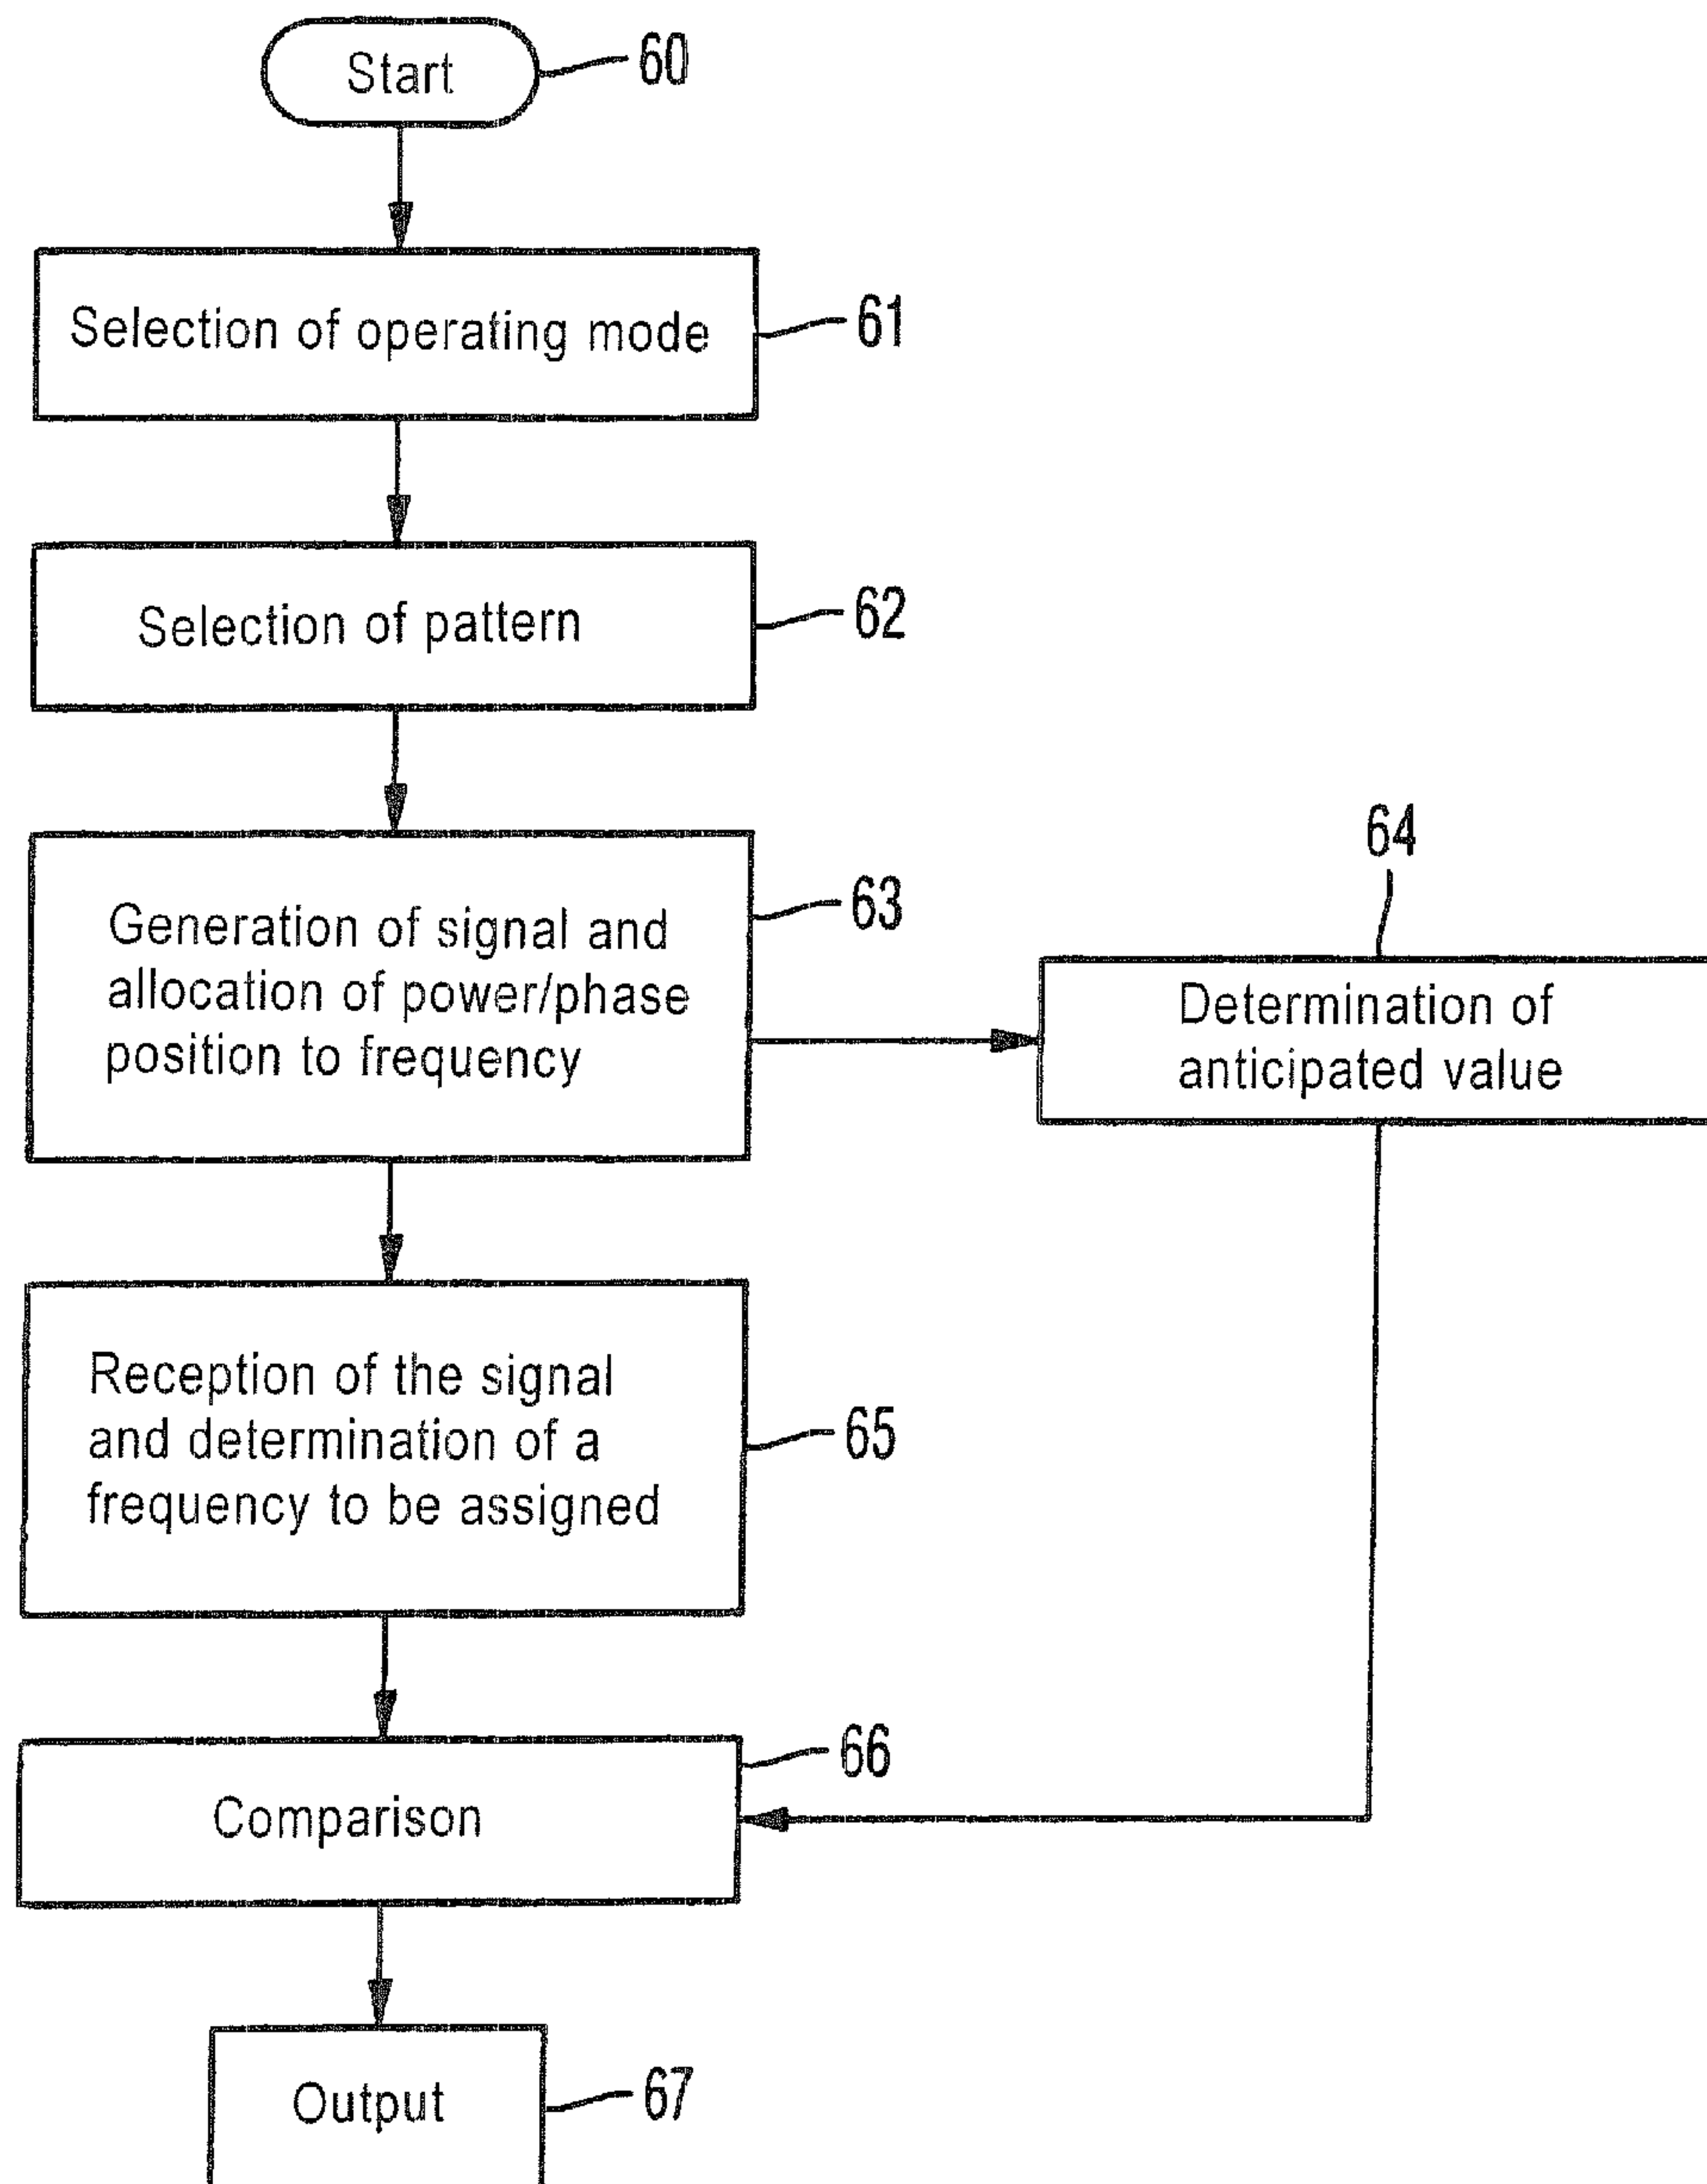 Start
60
Selection of operating mode
61
Selection of pattern
62
Generation of signal and
allocation of power/phase
position to frequency
63
64
Determination of
anticipated value
Reception of the signal
and determination of a
frequency to be assigned
65
Comparison
66
Output
67